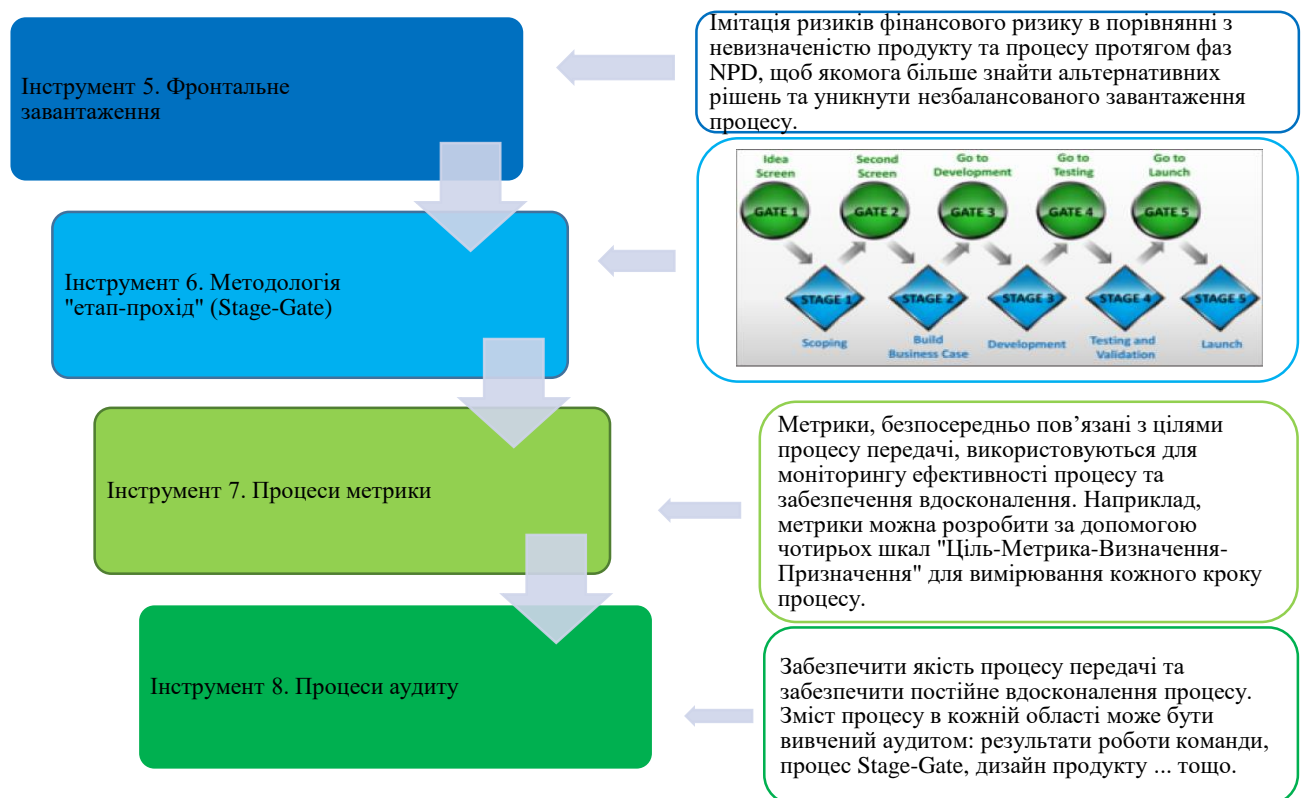 Інструмент 5. Фронтальне
завантаження
Імітація ризиків фінансового ризику в порівнянні з
невизначеністю продукту та процесу протягом фаз
NPD, щоб якомога більше знайти альтернативних
рішень та уникнути незбалансованого завантаження
процесу.
Інструмент 6. Методологія
"етап-прохід" (Stage-Gate)
Idea
Screen
Second
Screen
Go to
Development
Go to
Testing
Go to
Launch
GATE 1
GATE 2
GATE 3
GATE 4
GATE 5
STAGE 1
STAGE 2
STAGE 3
STAGE 4
STAGE 5
Scoping
Build
Business Case
Development
Testing and
Validation
Launch
Інструмент 7. Процеси метрики
Метрики, безпосередньо пов’язані з цілями
процесу передачі, використовуються для
моніторингу ефективності процесу та
забезпечення вдосконалення. Наприклад,
метрики можна розробити за допомогою
чотирьох шкал "Ціль-Метрика-Визначення-
Призначення" для вимірювання кожного кроку
процесу.
Інструмент 8. Процеси аудиту
Забезпечити якість процесу передачі та
забезпечити постійне вдосконалення процесу.
Зміст процесу в кожній області може бути
вивчений аудитом: результати роботи команди,
процес Stage-Gate, дизайн продукту ... тощо.